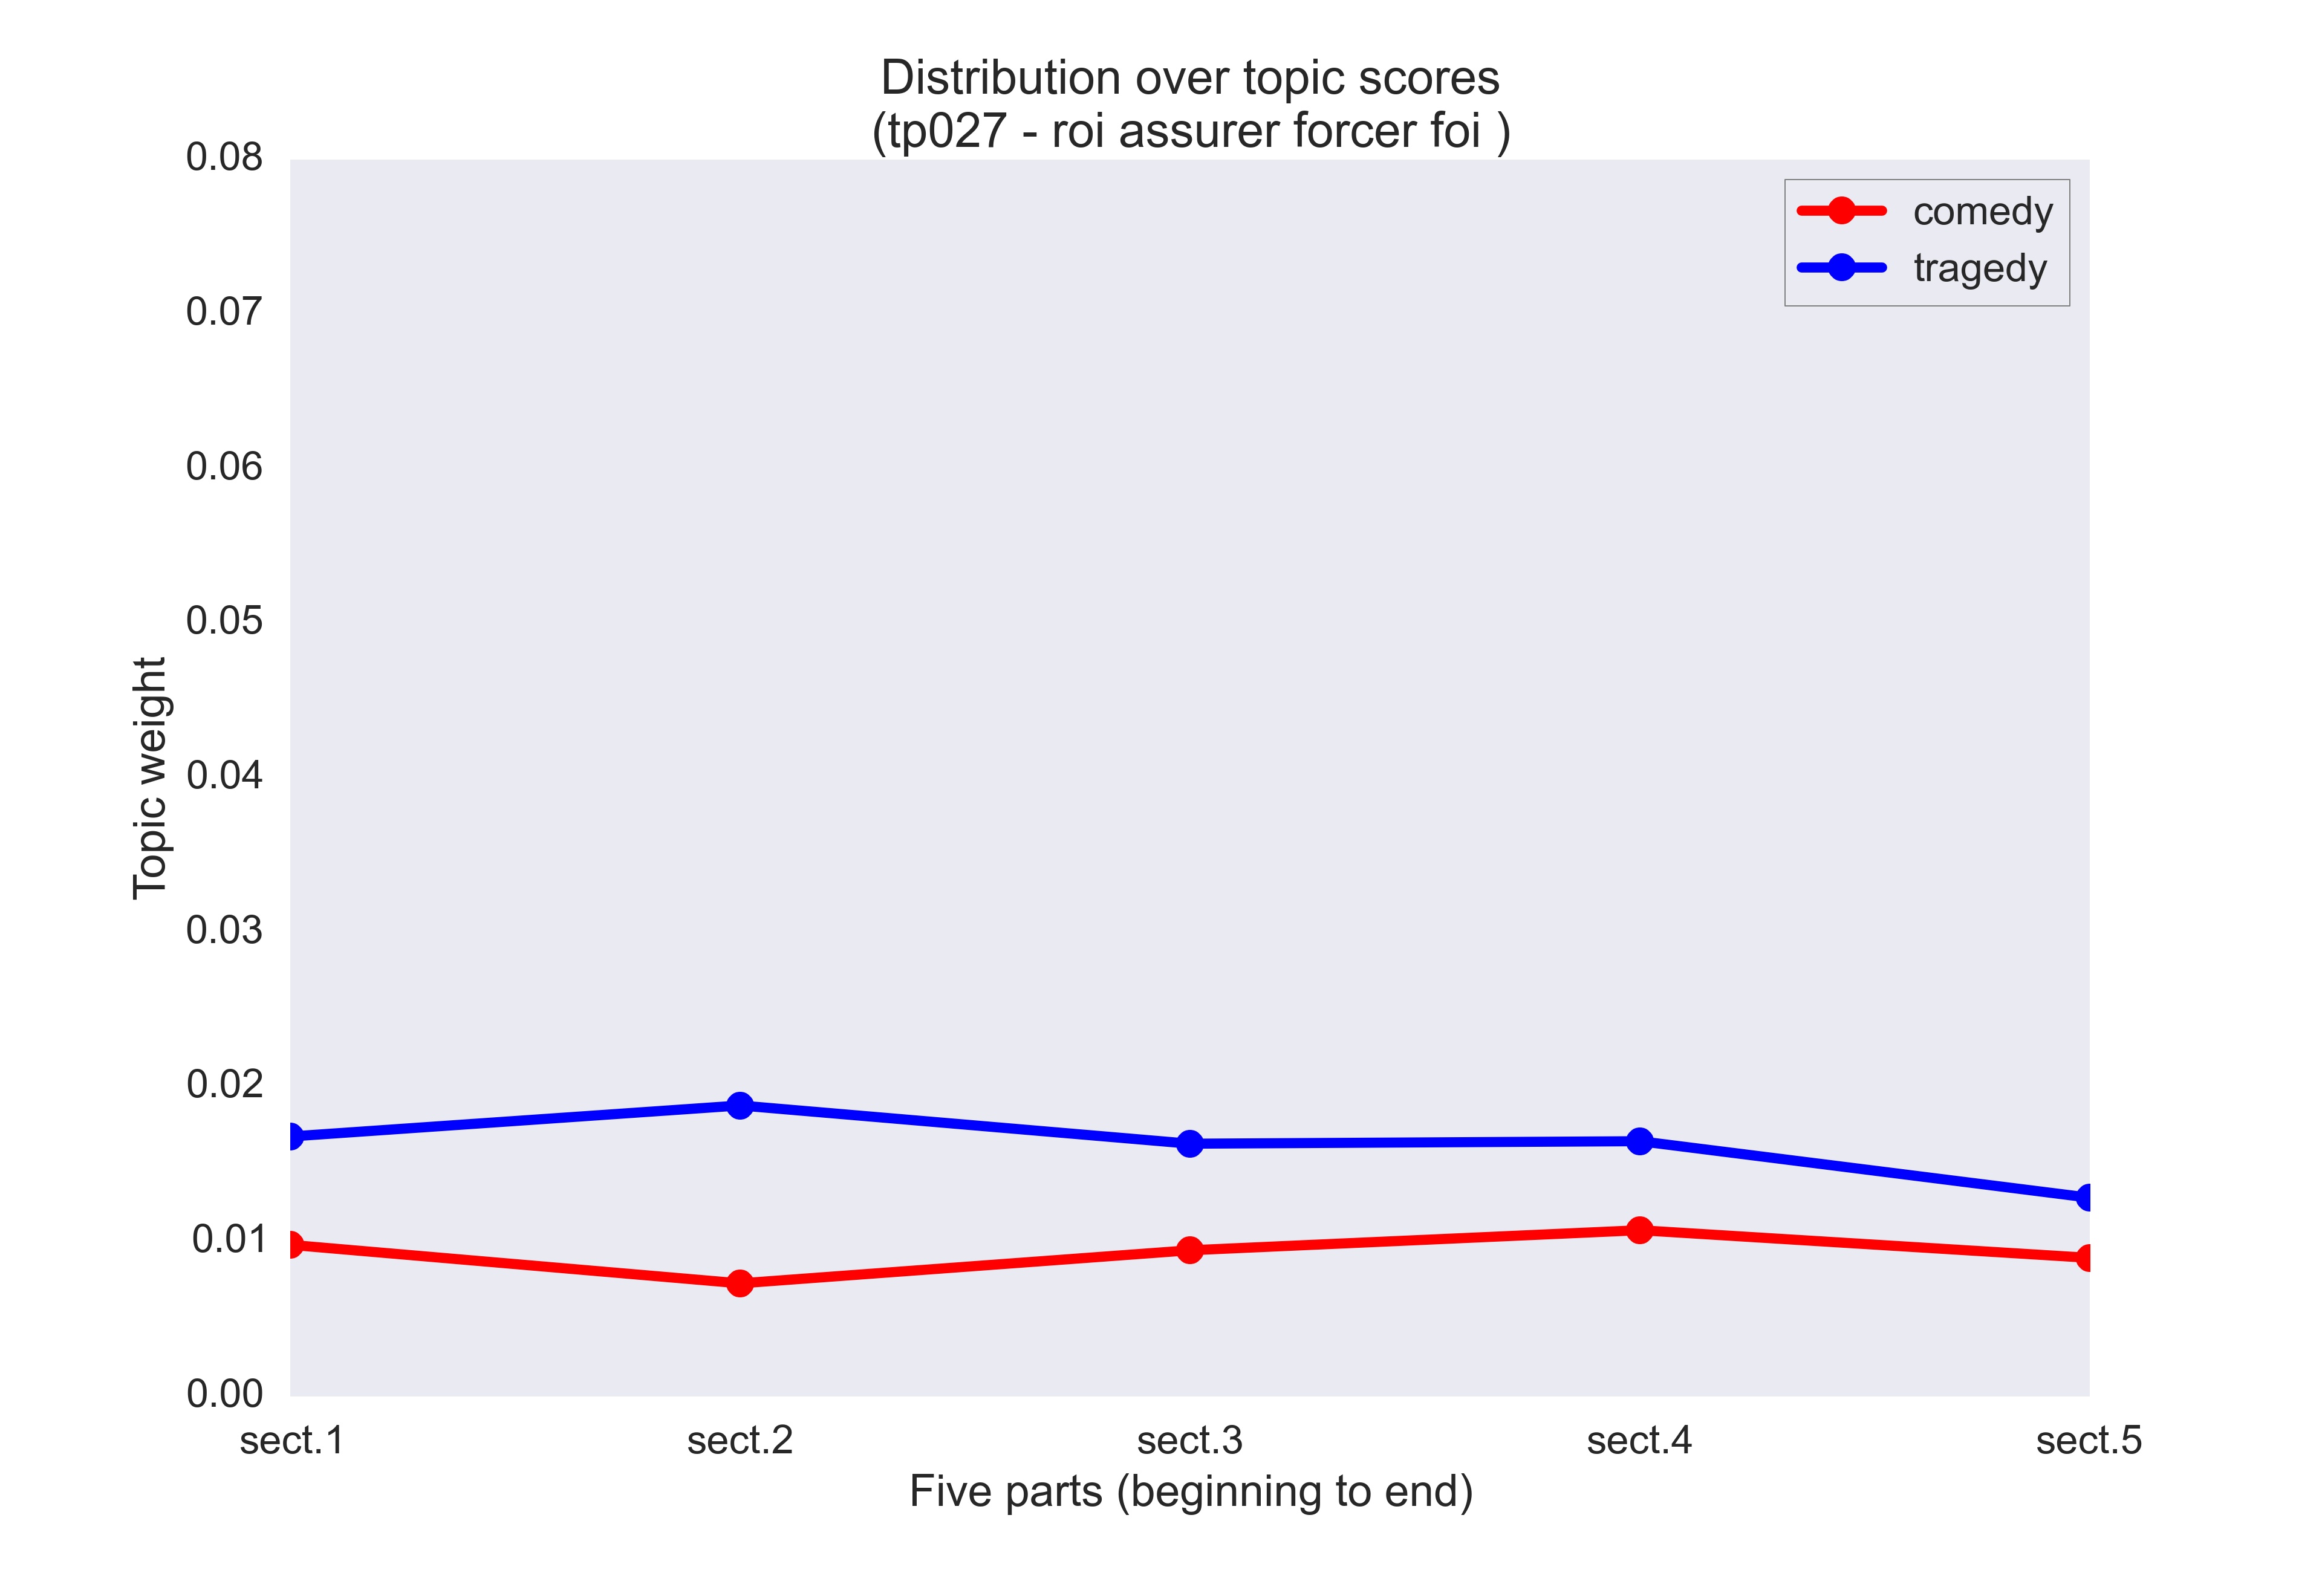 Distribution over topic scores
(tp027 - roi assurer forcer foi )
0.08
0.07
0.06
0.05
0.04
0.03
0.02
0.01
0.00
Topic weight
comedy
tragedy
sect.1
sect.2
sect.3
sect.4
sect.5
Five parts (beginning to end)